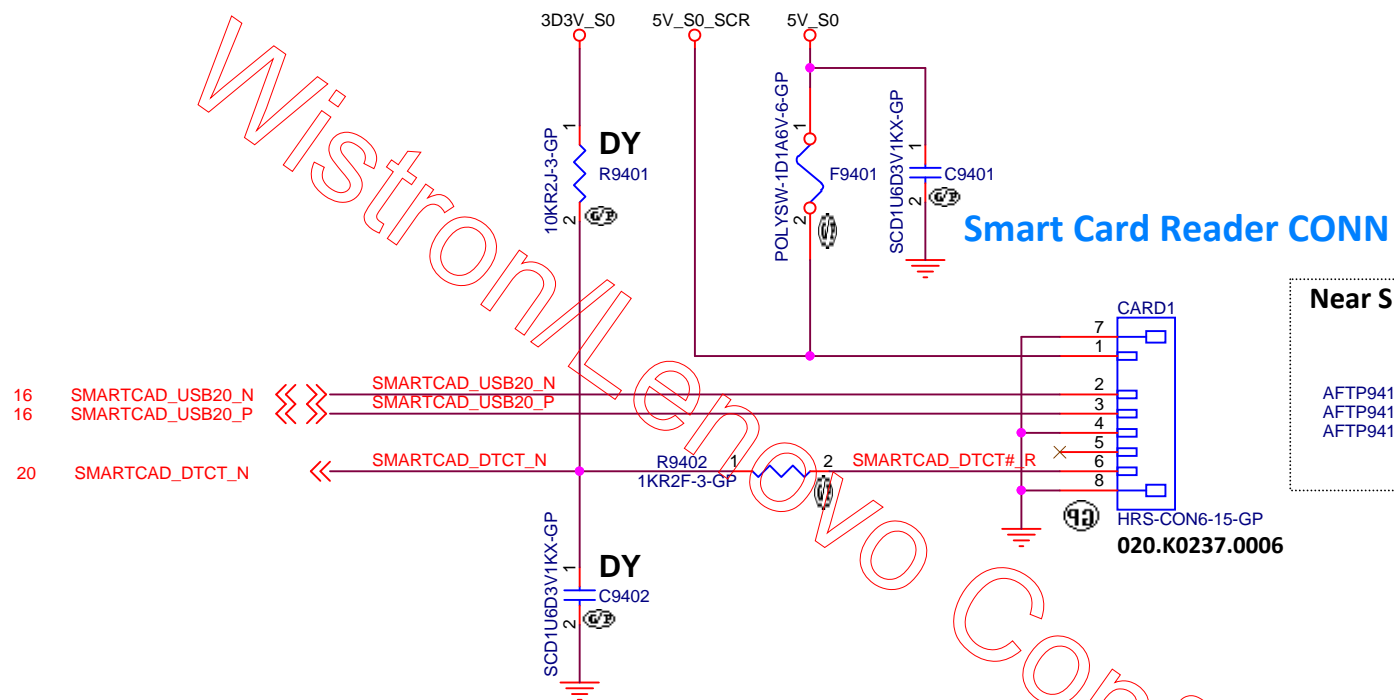 3D3V_S0
5V_S0_SCR
5V_S0
1
10KR2J-3-GP
DY
R9401
2
G/P
POLYSW-1D1A6V-6-GP
1
F9401
2
G/P
SCD1U6D3V1KX-GP
1
C9401
2
G/P
Smart Card Reader CONN
Near S
CARD1
7
1
16 SMARTCAD_USB20_N
SMARTCAD_USB20_N
2
16 SMARTCAD_USB20_P
SMARTCAD_USB20_P
3
4
5
AFTP941
AFTP941
AFTP941
20 SMARTCAD_DTCT_N
SMARTCAD_DTCT_N
R9402
1
2
1KR2F-3-GP
G/P
SMARTCAD_DTCT#_R
6
8
GP
HRS-CON6-15-GP
020.K0237.0006
SCD1U6D3V1KX-GP
1
DY
C9402
2
G/P
Wistron/Lenovo Con